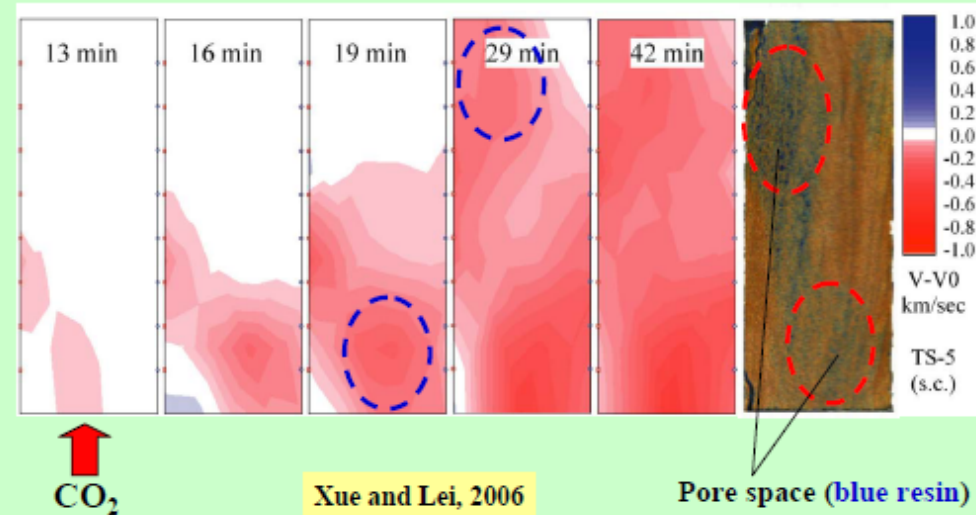 13 min
16 min
19 min
29 min
42 min
1.0
0.8
0.6
0.4
0.2
0.0
-0.2
-0.4
-0.6
-0.8
-1.0
V-V0
km/sec
TS-5
(s.c.)
CO2
Xue and Lei, 2006
Pore space (blue resin)